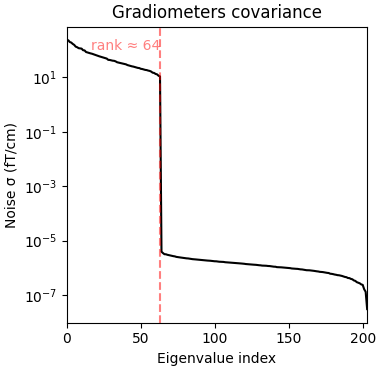 Gradiometers covariance
rank ≈ 64
Noise σ (fT/cm)
10¹
10⁻¹
10⁻³
10⁻⁵
10⁻⁷
0 50 100 150 200
Eigenvalue index